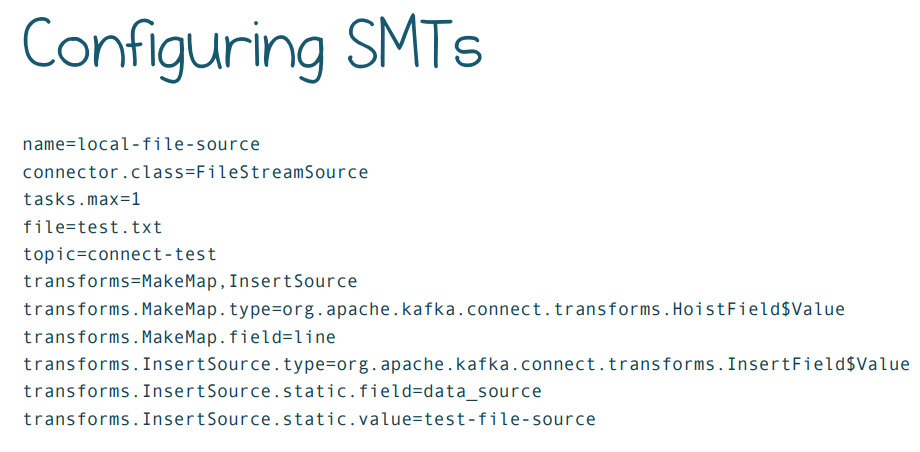 Configuring SMTs
name=local-file-source
connector.class=FileStreamSource
tasks.max=1
file=test.txt
topic=connect-test
transforms=MakeMap,InsertSource
transforms.MakeMap.type=org.apache.kafka.connect.transforms.HoistField$Value
transforms.MakeMap.field=line
transforms.InsertSource.type=org.apache.kafka.connect.transforms.InsertField$Value
transforms.InsertSource.static.field=data_source
transforms.InsertSource.static.value=test-file-source